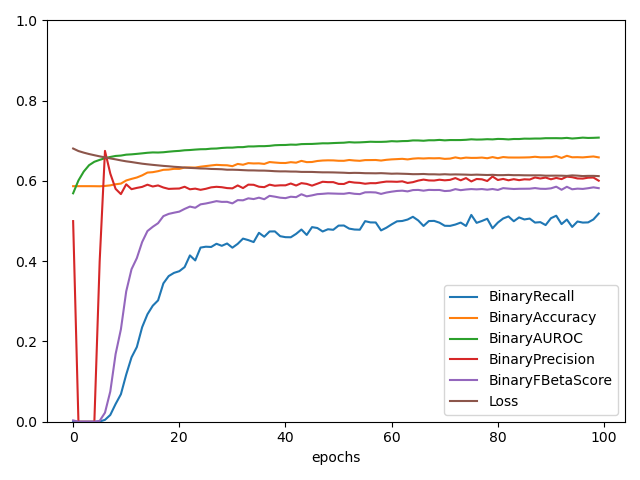 1.0
0.8
0.6
0.4
0.2
0.0
0 20 40 60 80 100
epochs
BinaryRecall
BinaryAccuracy
BinaryAUROC
BinaryPrecision
BinaryFBetaScore
Loss